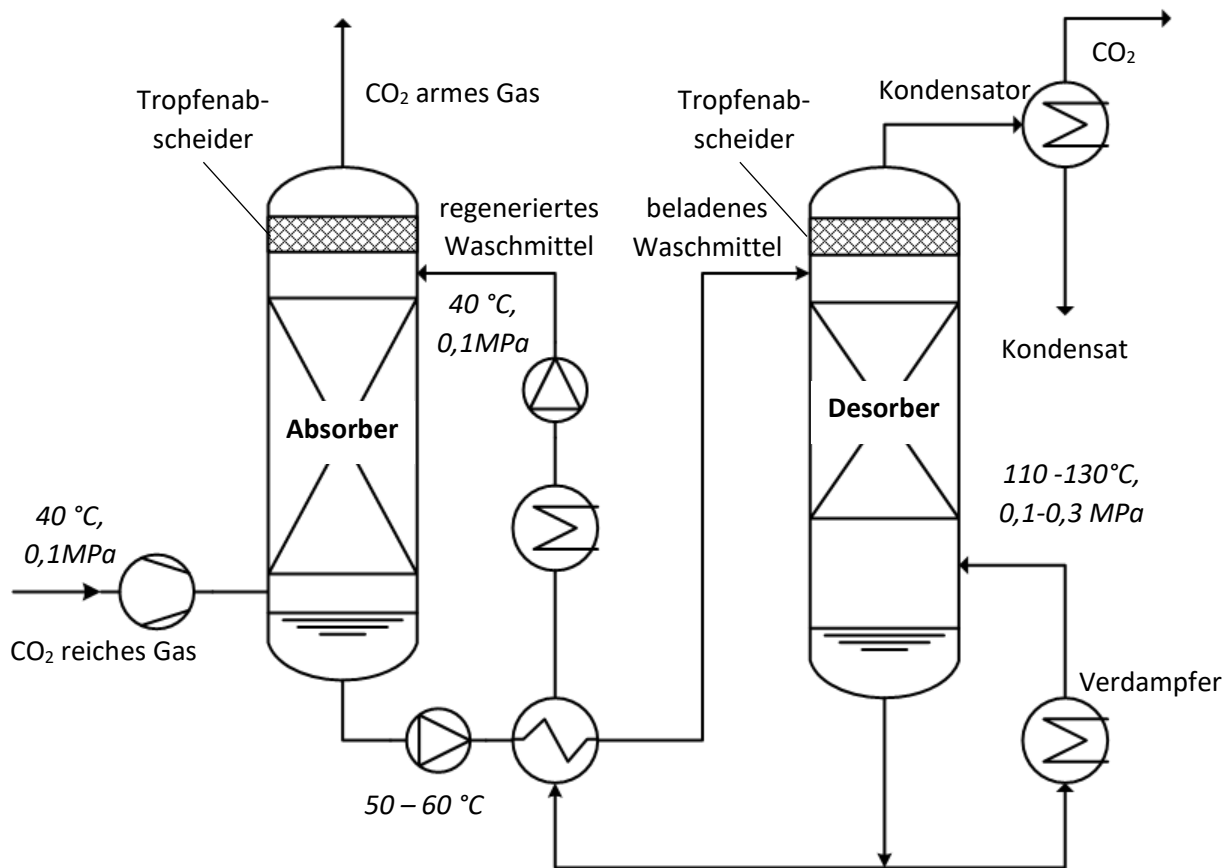 CO₂
CO₂ armes Gas
Tropfenab-
scheider
Tropfenab-
scheider
Kondensator
regeneriertes
Waschmittel
beladenes
Waschmittel
40 °C,
0,1MPa
Kondensat
Absorber
Desorber
110 -130°C,
0,1-0,3 MPa
40 °C,
0,1MPa
CO₂ reiches Gas
Verdampfer
50 – 60 °C